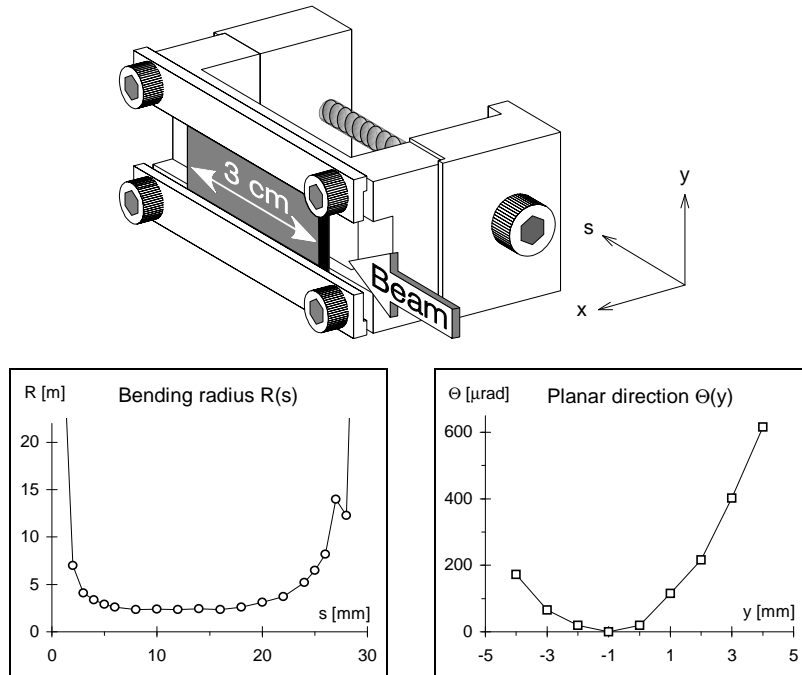 3 cm
Beam
y
s
x
R [m]
Bending radius R(s)
20
15
10
5
0
s [mm]
0
10
20
30
Θ [μrad]
Planar direction Θ(y)
600
400
200
0
y [mm]
-5
-3
-1
1
3
5